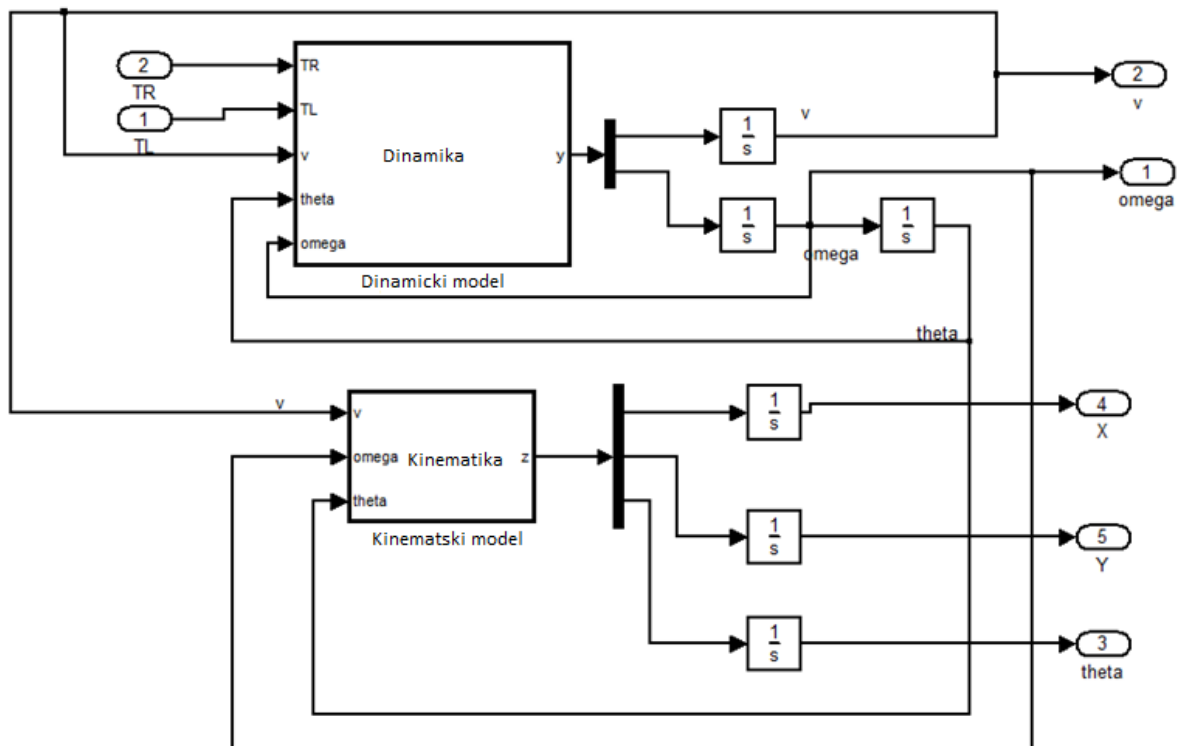 2
TR
1
TL
TR
TL
v
theta
omega
Dinamika
y
Dinamicki model
v
1
s
1
s
omega
1
s
theta
2
v
1
omega
v
v
omega
theta
Kinematika
z
Kinematski model
1
s
1
s
1
s
4
X
5
Y
3
theta